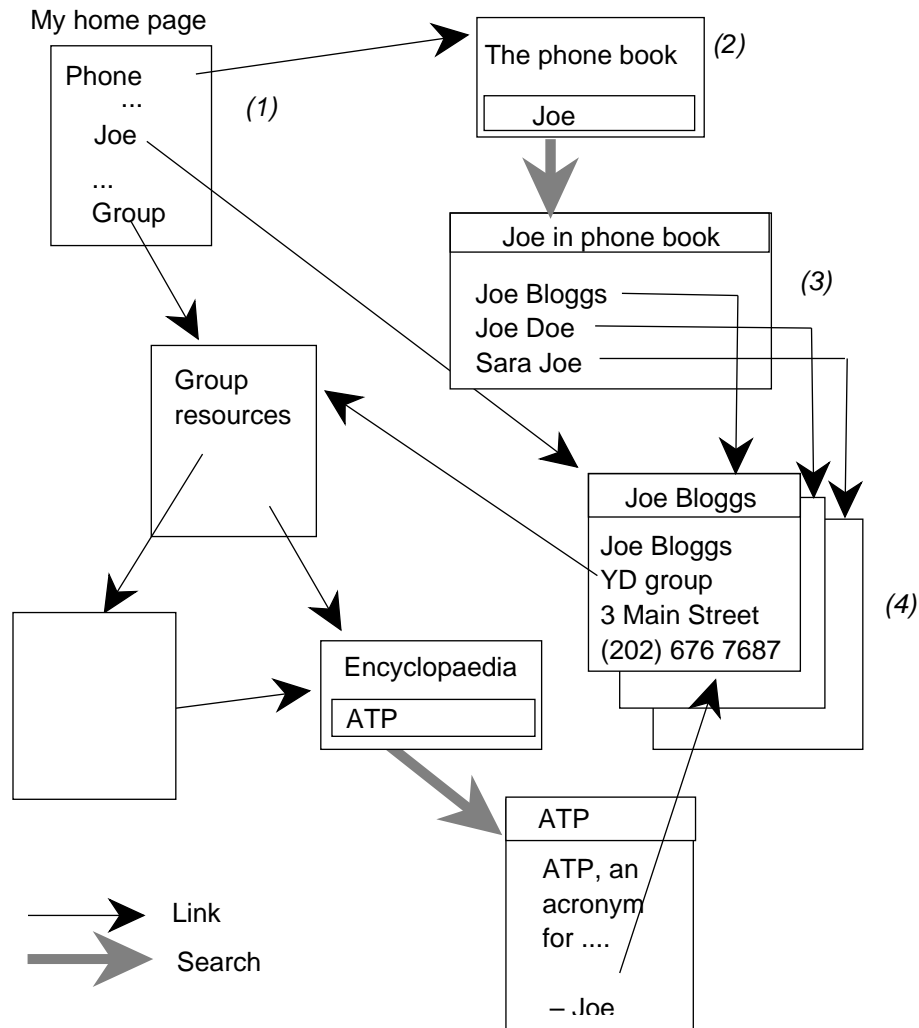 My home page
Phone
...
Joe
...
Group
(1)
The phone book
Joe
(2)
Joe in phone book
Joe Bloggs
Joe Doe
Sara Joe
(3)
Group
resources
Joe Bloggs
Joe Bloggs
YD group
3 Main Street
(202) 676 7687
(4)
Encyclopaedia
ATP
ATP
ATP, an
acronym
for ....
– Joe
Link
Search